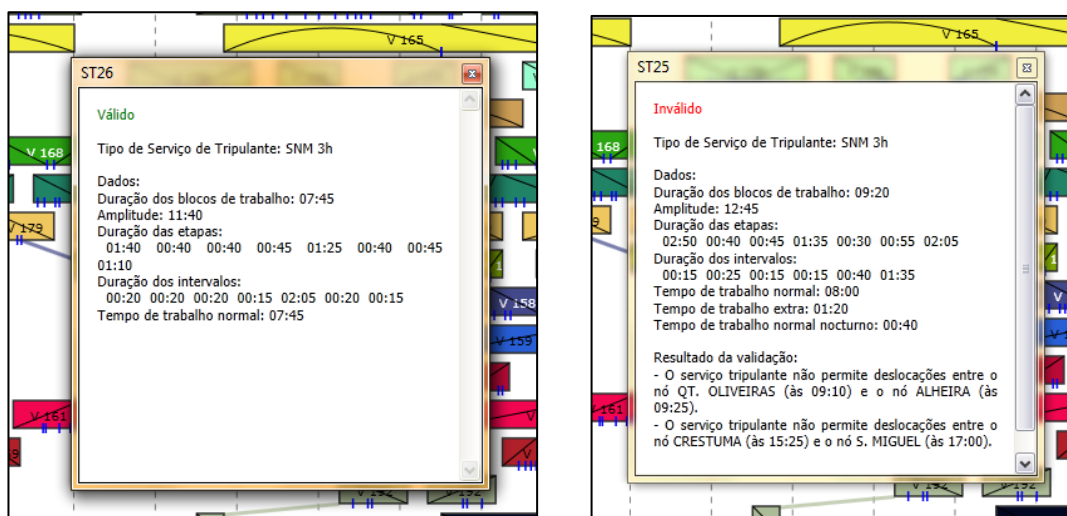 V 165
ST26
Válido
Tipo de Serviço de Tripulante: SNM 3h
Dados:
Duração dos blocos de trabalho: 07:45
Amplitude: 11:40
Duração das etapas:
01:40 00:40 00:40 00:45 01:25 00:40 00:45
01:10
Duração dos intervalos:
00:20 00:20 00:20 00:15 02:05 00:20 00:15
Tempo de trabalho normal: 07:45
V 168
V 179
V 161
V 158
V 159
V 192
V 192
V 165
ST25
Inválido
Tipo de Serviço de Tripulante: SNM 3h
Dados:
Duração dos blocos de trabalho: 09:20
Amplitude: 12:45
Duração das etapas:
02:50 00:40 00:45 01:35 00:30 00:55 02:05
Duração dos intervalos:
00:15 00:25 00:15 00:15 00:40 01:35
Tempo de trabalho normal: 08:00
Tempo de trabalho extra: 01:20
Tempo de trabalho normal nocturno: 00:40
Resultado da validação:
- O serviço tripulante não permite deslocações entre o
nó QT. OLIVEIRAS (às 09:10) e o nó ALHEIRA (às
09:25).
- O serviço tripulante não permite deslocações entre o
nó CRESTUMA (às 15:25) e o nó S. MIGUEL (às 17:00).
168
161
V 192
V 192